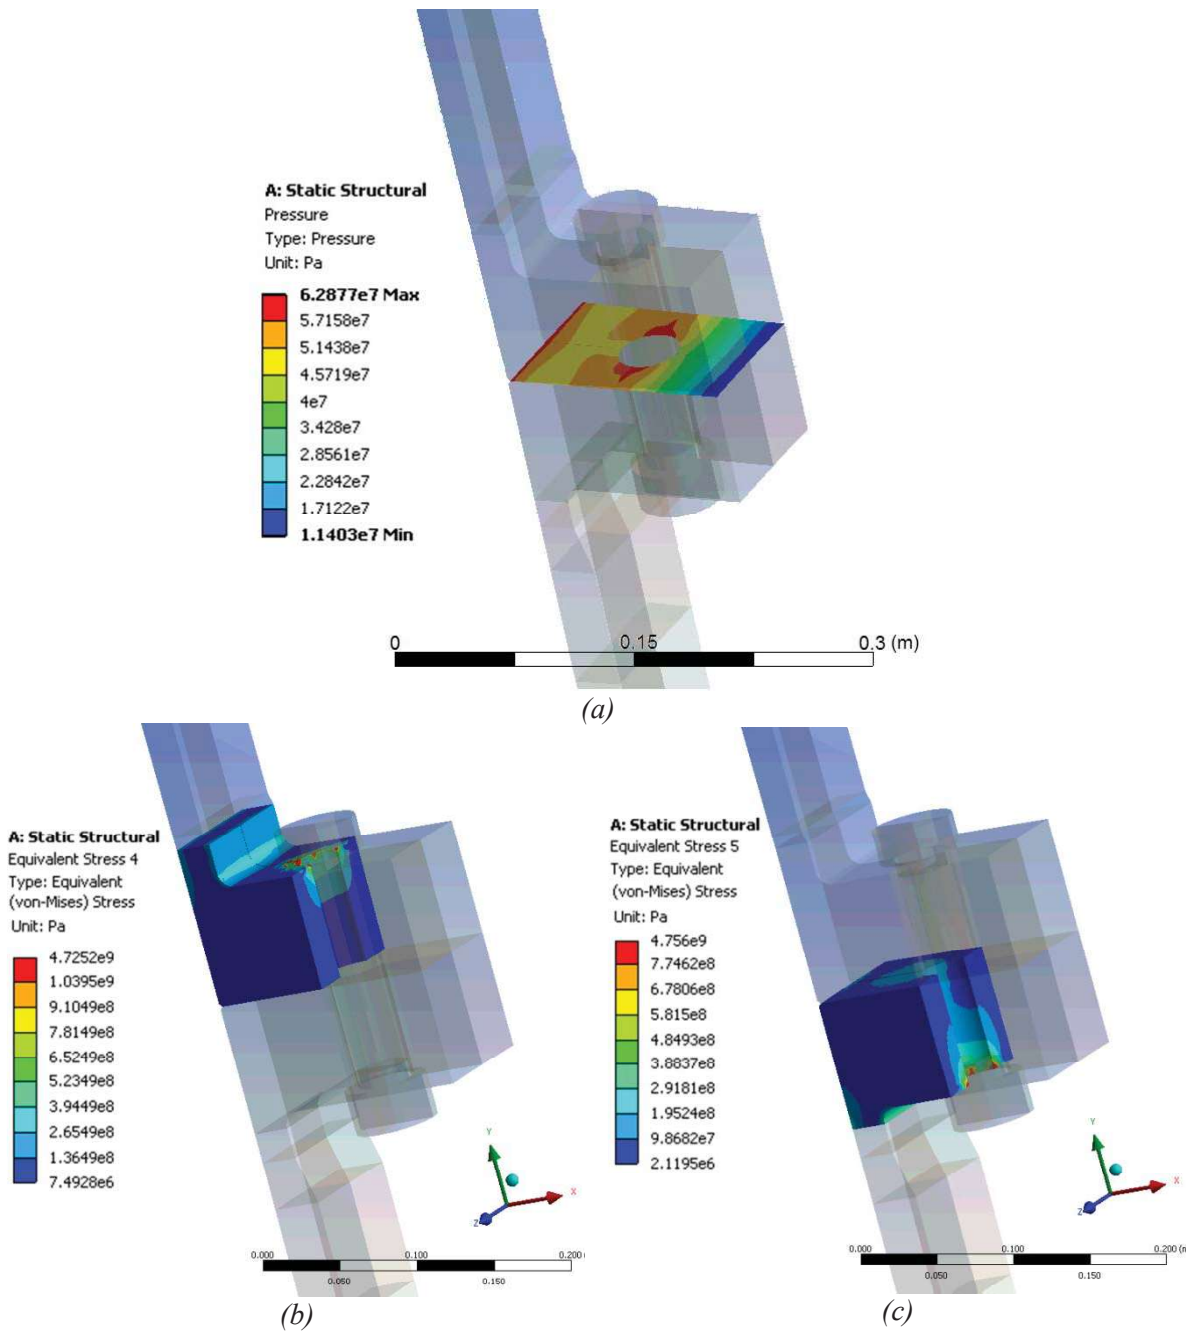 A: Static Structural
Pressure
Type: Pressure
Unit: Pa
6.2877e7 Max
5.7158e7
5.1438e7
4.5719e7
4e7
3.428e7
2.8561e7
2.2842e7
1.7122e7
1.1403e7 Min
0 0.15 0.3 (m)
(a)
A: Static Structural
Equivalent Stress 4
Type: Equivalent
(von-Mises) Stress
Unit: Pa
4.7252e9
1.0395e9
9.1049e8
7.8149e8
6.5249e8
5.2349e8
3.9449e8
2.6549e8
1.3649e8
7.4928e6
Y
X
Z
0.000 0.100 0.200 (
0.050 0.150
(b)
A: Static Structural
Equivalent Stress 5
Type: Equivalent
(von-Mises) Stress
Unit: Pa
4.756e9
7.7462e8
6.7806e8
5.815e8
4.8493e8
3.8837e8
2.9181e8
1.9524e8
9.8682e7
2.1195e6
Y
X
Z
0.000 0.100 0.200 (r
0.050 0.150
(c)